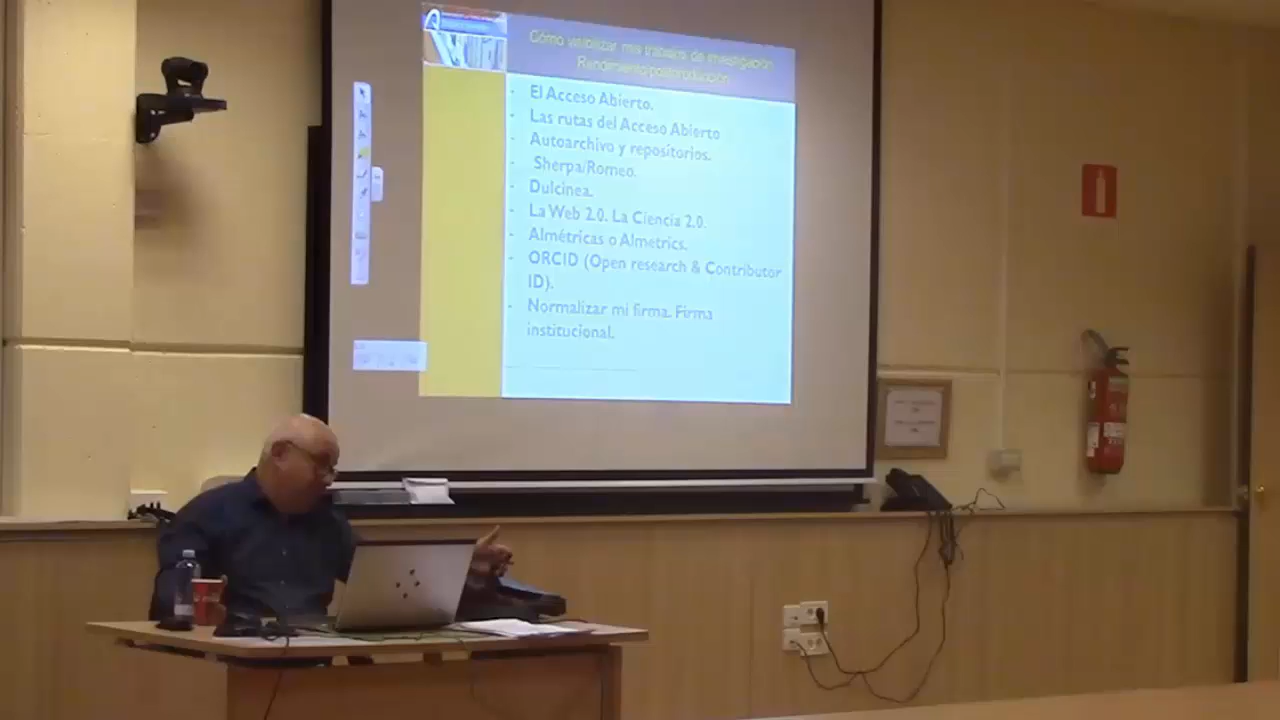 Cómo visibilizar mis trabajos de investigación
Rendimiento/postproducción
- El Acceso Abierto.
- Las rutas del Acceso Abierto
- Autoarchivo y repositorios.
- Sherpa/Romeo.
- Dulcinea.
- La Web 2.0. La Ciencia 2.0.
- Almétricas o Almetrics.
- ORCID (Open research & Contributor
ID).
- Normalizar mi firma. Firma
institucional.